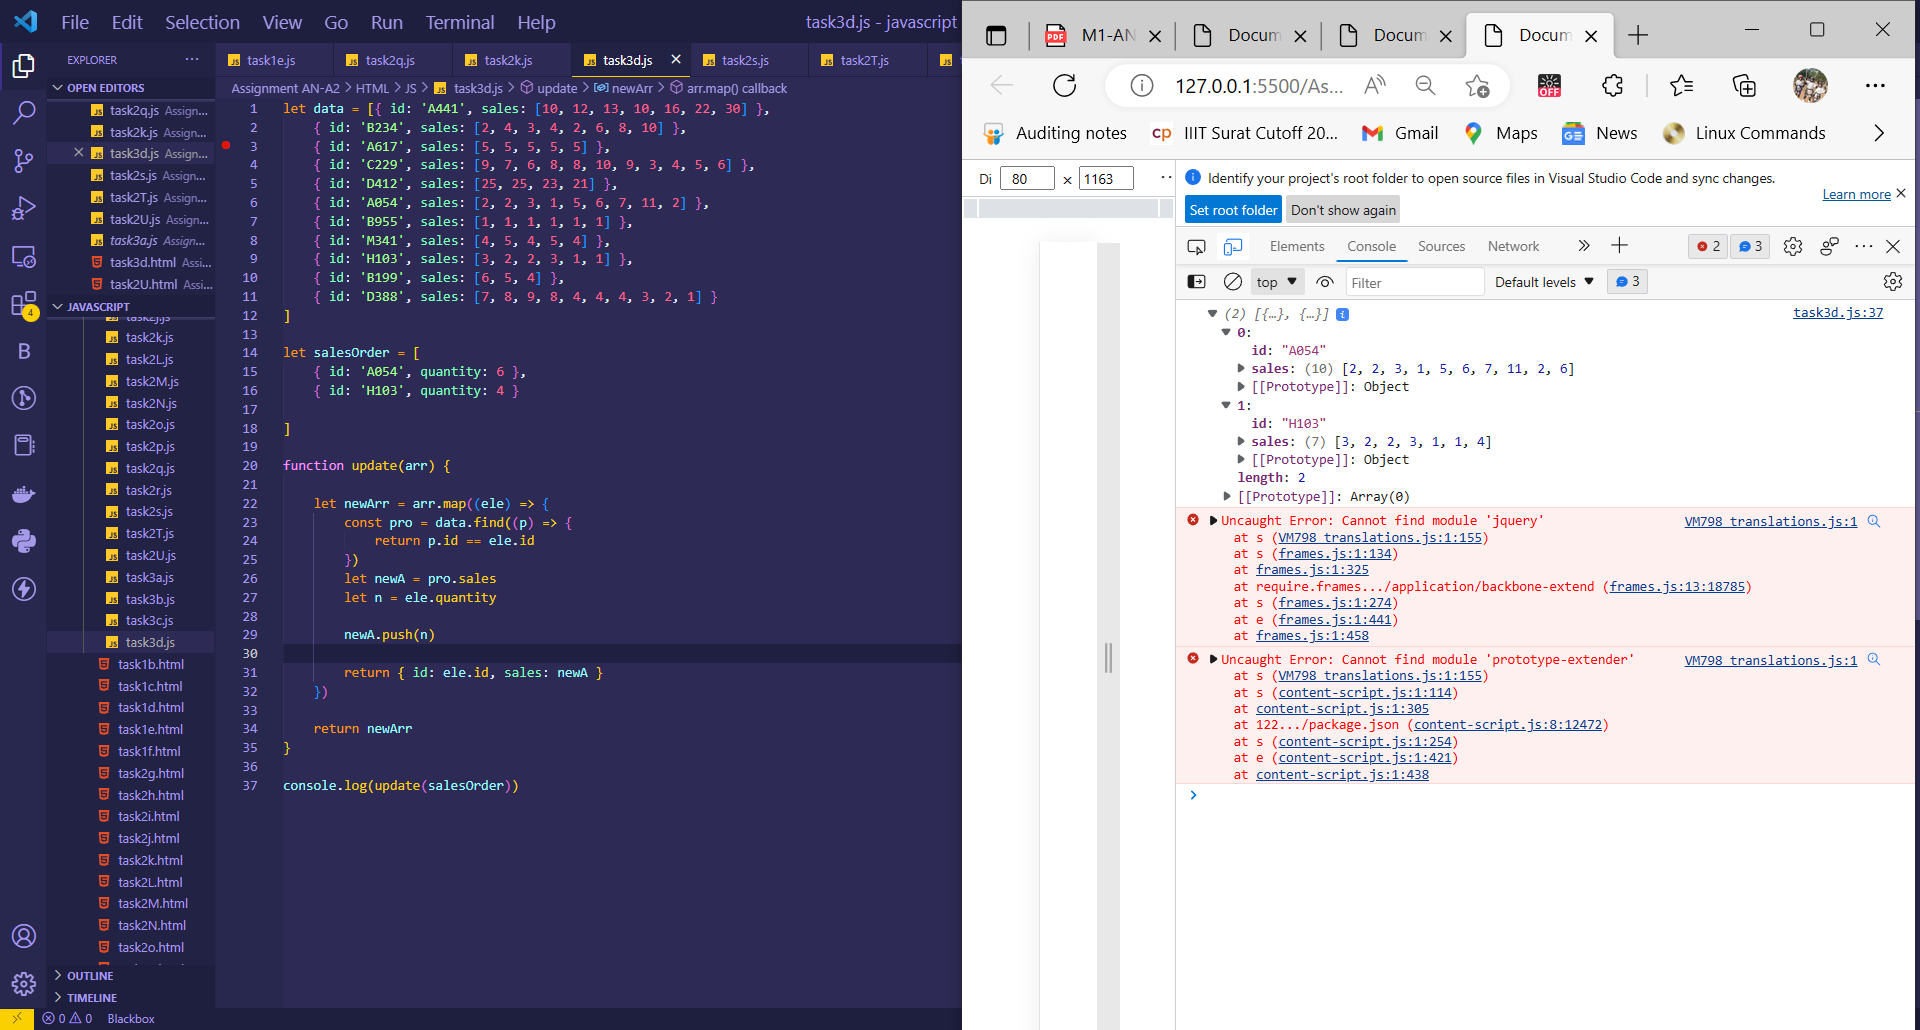 File Edit Selection View Go Run Terminal Help task3d.js - javascript
EXPLORER ···
OPEN EDITORS
task2q.js Assign...
task2k.js Assign...
task3d.js Assign...
task2s.js Assign...
task2T.js Assign...
task2U.js Assign...
task3a.js Assign...
task3d.html Assi...
task2U.html Assi...
JAVASCRIPT
task2j.js
task2k.js
task2L.js
task2M.js
task2N.js
task2o.js
task2p.js
task2q.js
task2r.js
task2s.js
task2T.js
task2U.js
task3a.js
task3b.js
task3c.js
task3d.js
task1b.html
task1c.html
task1d.html
task1e.html
task1f.html
task2g.html
task2h.html
task2i.html
task2j.html
task2k.html
task2L.html
task2M.html
task2N.html
task2o.html
OUTLINE
TIMELINE
0 0 Blackbox
4
B
task1e.js task2q.js task2k.js task3d.js task2s.js task2T.js JS
Assignment AN-A2 > HTML > JS > task3d.js > update > newArr > arr.map() callback
1 let data = [{ id: 'A441', sales: [10, 12, 13, 10, 16, 22, 30] },
2 { id: 'B234', sales: [2, 4, 3, 4, 2, 6, 8, 10] },
3 { id: 'A617', sales: [5, 5, 5, 5, 5] },
4 { id: 'C229', sales: [9, 7, 6, 8, 8, 10, 9, 3, 4, 5, 6] },
5 { id: 'D412', sales: [25, 25, 23, 21] },
6 { id: 'A054', sales: [2, 2, 3, 1, 5, 6, 7, 11, 2] },
7 { id: 'B955', sales: [1, 1, 1, 1, 1, 1] },
8 { id: 'M341', sales: [4, 5, 4, 5, 4] },
9 { id: 'H103', sales: [3, 2, 2, 3, 1, 1] },
10 { id: 'B199', sales: [6, 5, 4] },
11 { id: 'D388', sales: [7, 8, 9, 8, 4, 4, 4, 3, 2, 1] }
12 ]
13
14 let salesOrder = [
15 { id: 'A054', quantity: 6 },
16 { id: 'H103', quantity: 4 }
17
18 ]
19
20 function update(arr) {
21
22 let newArr = arr.map((ele) => {
23 const pro = data.find((p) => {
24 return p.id == ele.id
25 })
26 let newA = pro.sales
27 let n = ele.quantity
28
29 newA.push(n)
30
31 return { id: ele.id, sales: newA }
32 })
33
34 return newArr
35 }
36
37 console.log(update(salesOrder))
M1-AN Docum Docum Docum
127.0.0.1:5500/As...
OFF
Auditing notes IIIT Surat Cutoff 20... Gmail Maps News Linux Commands
Di 80 × 1163 ··
Identify your project's root folder to open source files in Visual Studio Code and sync changes.
Learn more
Set root folder Don't show again
Elements Console Sources Network » + 2 3
top Filter Default levels 3
(2) [{…}, {…}] i task3d.js:37
0:
id: "A054"
sales: (10) [2, 2, 3, 1, 5, 6, 7, 11, 2, 6]
[[Prototype]]: Object
1:
id: "H103"
sales: (7) [3, 2, 2, 3, 1, 1, 4]
[[Prototype]]: Object
length: 2
[[Prototype]]: Array(0)
Uncaught Error: Cannot find module 'jquery' VM798 translations.js:1
at s (VM798 translations.js:1:155)
at s (frames.js:1:134)
at frames.js:1:325
at require.frames.../application/backbone-extend (frames.js:13:18785)
at s (frames.js:1:274)
at e (frames.js:1:441)
at frames.js:1:458
Uncaught Error: Cannot find module 'prototype-extender' VM798 translations.js:1
at s (VM798 translations.js:1:155)
at s (content-script.js:1:114)
at content-script.js:1:305
at 122.../package.json (content-script.js:8:12472)
at s (content-script.js:1:254)
at e (content-script.js:1:421)
at content-script.js:1:438